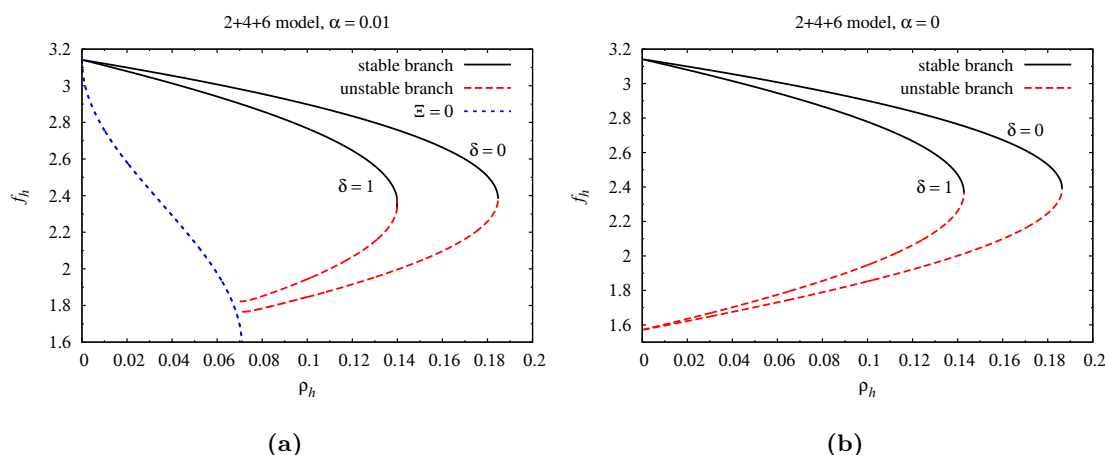 2+4+6 model, α = 0.01
3.2
3
2.8
2.6
2.4
2.2
2
1.8
1.6
f_h
stable branch
unstable branch
Ξ = 0
δ = 0
δ = 1
0 0.02 0.04 0.06 0.08 0.1 0.12 0.14 0.16 0.18 0.2
ρ_h
(a)
2+4+6 model, α = 0
3.2
3
2.8
2.6
2.4
2.2
2
1.8
1.6
f_h
stable branch
unstable branch
δ = 0
δ = 1
0 0.02 0.04 0.06 0.08 0.1 0.12 0.14 0.16 0.18 0.2
ρ_h
(b)